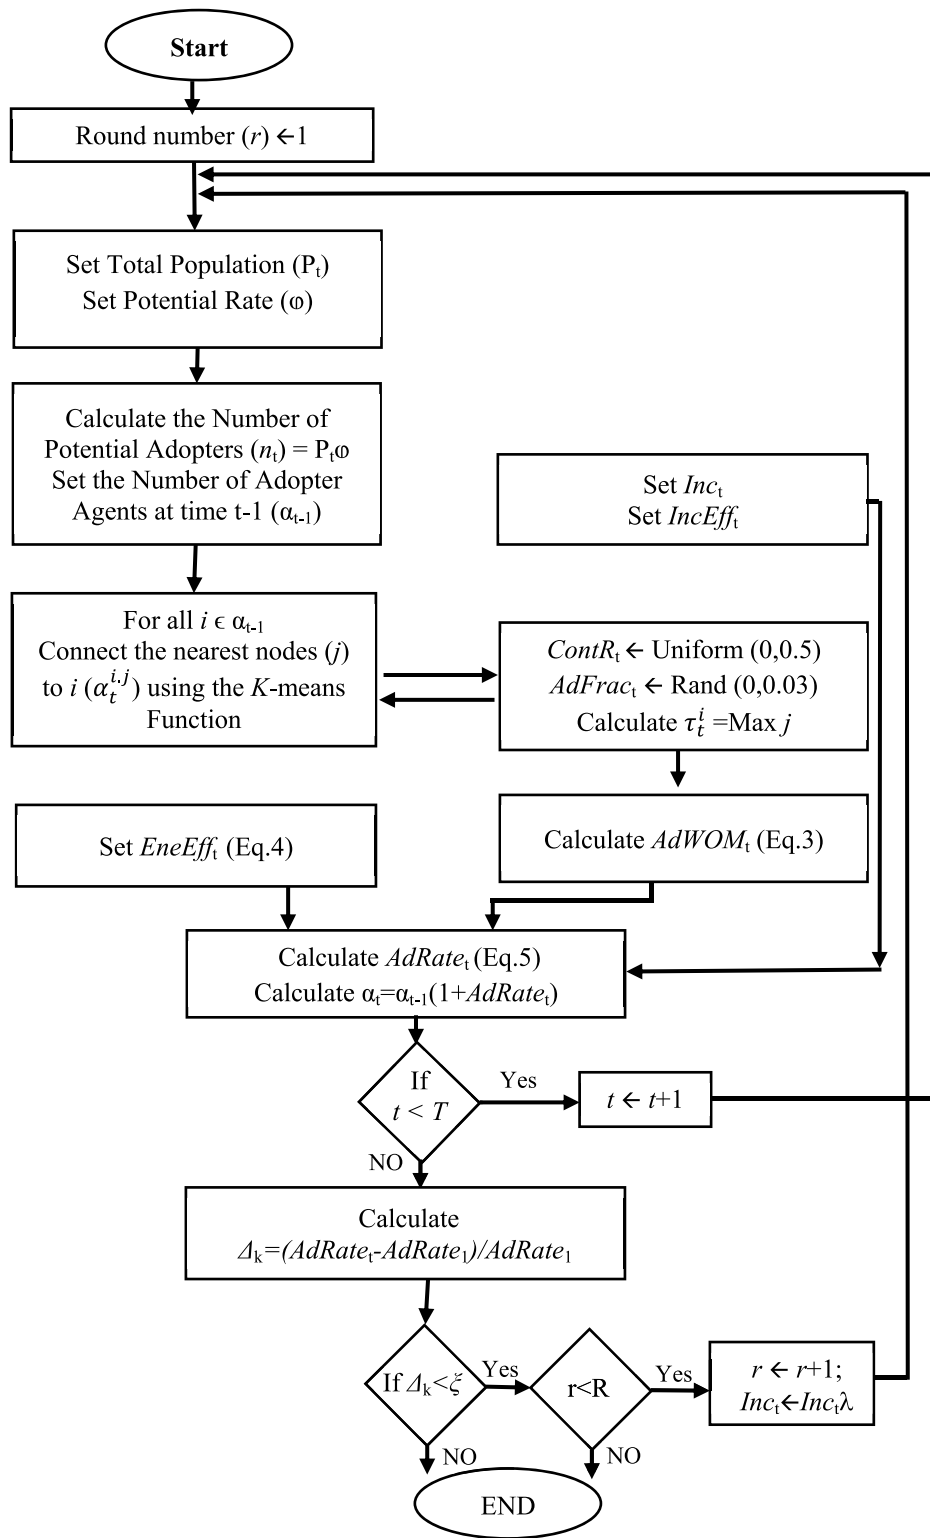 Start
Round number (r) ←1
Set Total Population (Pₜ)
Set Potential Rate (φ)
Calculate the Number of
Potential Adopters (nₜ) = Pₜφ
Set the Number of Adopter
Agents at time t-1 (αₜ₋₁)
Set Incₜ
Set IncEffₜ
For all i ϵ αₜ₋₁
Connect the nearest nodes (j)
to i (α_t^{i,j}) using the K-means
Function
ContRₜ ← Uniform (0,0.5)
AdFracₜ ← Rand (0,0.03)
Calculate τ_t^i =Max j
Set EneEffₜ (Eq.4)
Calculate AdWOMₜ (Eq.3)
Calculate AdRateₜ (Eq.5)
Calculate αₜ=αₜ₋₁(1+AdRateₜ)
If
t < T
Yes
t ← t+1
NO
Calculate
Δₖ=(AdRateₜ-AdRate₁)/AdRate₁
If Δₖ<ξ
Yes
r<R
Yes
r ← r+1;
Incₜ←Incₜλ
NO
NO
END